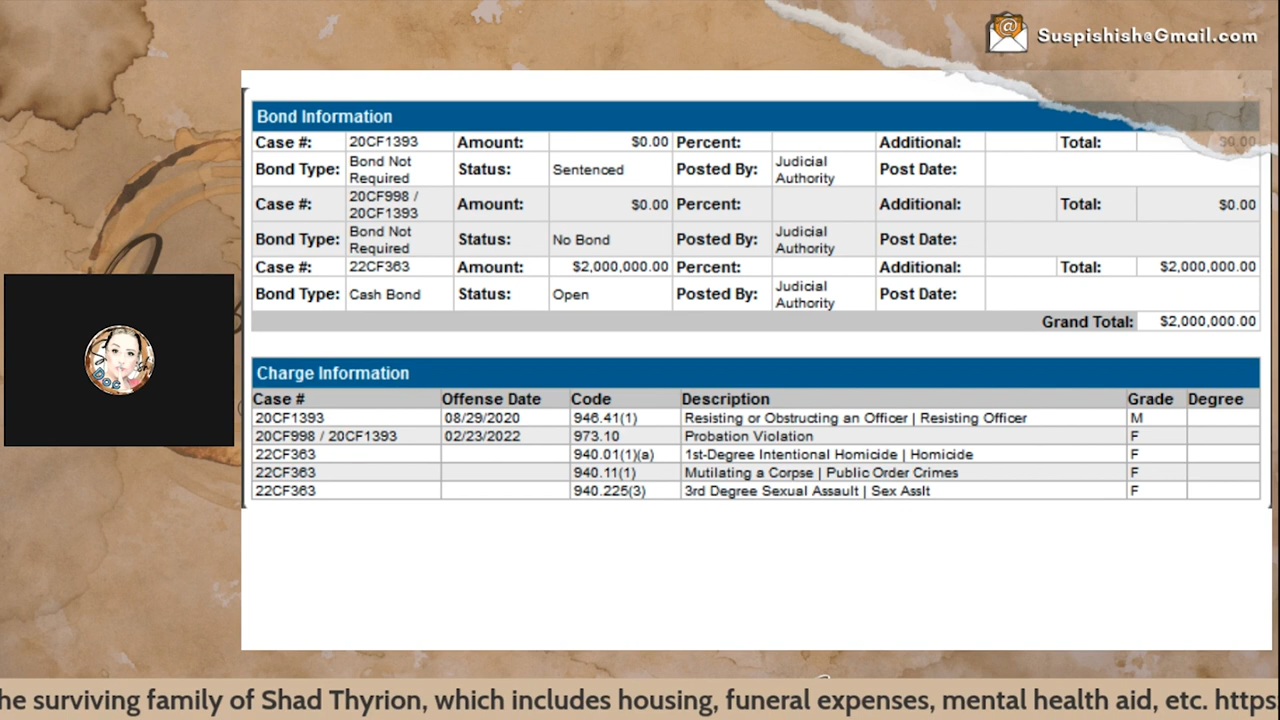 Suspishish@Gmail.com
Bond Information
Case #: 20CF1393 Amount: $0.00 Percent: Additional: Total: $0.00
Bond Type: Bond Not Required Status: Sentenced Posted By: Judicial Authority Post Date:
Case #: 20CF998 / 20CF1393 Amount: $0.00 Percent: Additional: Total: $0.00
Bond Type: Bond Not Required Status: No Bond Posted By: Judicial Authority Post Date:
Case #: 22CF363 Amount: $2,000,000.00 Percent: Additional: Total: $2,000,000.00
Bond Type: Cash Bond Status: Open Posted By: Judicial Authority Post Date:
Grand Total: $2,000,000.00
Charge Information
Case # Offense Date Code Description Grade Degree
20CF1393 08/29/2020 946.41(1) Resisting or Obstructing an Officer | Resisting Officer M
20CF998 / 20CF1393 02/23/2022 973.10 Probation Violation F
22CF363 940.01(1)(a) 1st-Degree Intentional Homicide | Homicide F
22CF363 940.11(1) Mutilating a Corpse | Public Order Crimes F
22CF363 940.225(3) 3rd Degree Sexual Assault | Sex Asslt F
he surviving family of Shad Thyrion, which includes housing, funeral expenses, mental health aid, etc. https